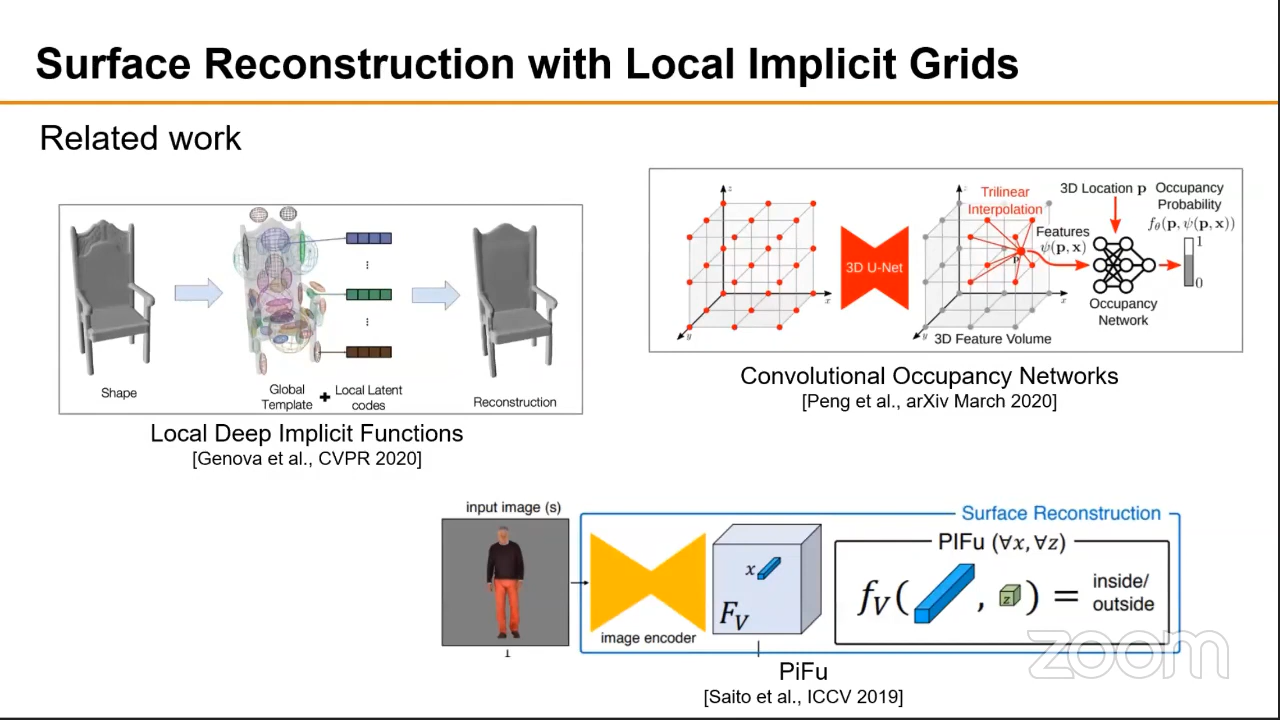 Surface Reconstruction with Local Implicit Grids
Related work
Shape
Global
Template
+
Local Latent
codes
Reconstruction
Local Deep Implicit Functions
[Genova et al., CVPR 2020]
z
x
y
3D U-Net
Trilinear
Interpolation
z
p
x
y
3D Feature Volume
Features
ψ(p, x)
3D Location p
Occupancy
Network
Occupancy
Probability
fθ(p, ψ(p, x))
1
0
Convolutional Occupancy Networks
[Peng et al., arXiv March 2020]
input image (s)
image encoder
x
F_V
Surface Reconstruction
PIFu (∀x, ∀z)
f_V( , z ) = inside/
outside
PiFu
[Saito et al., ICCV 2019]
zoom